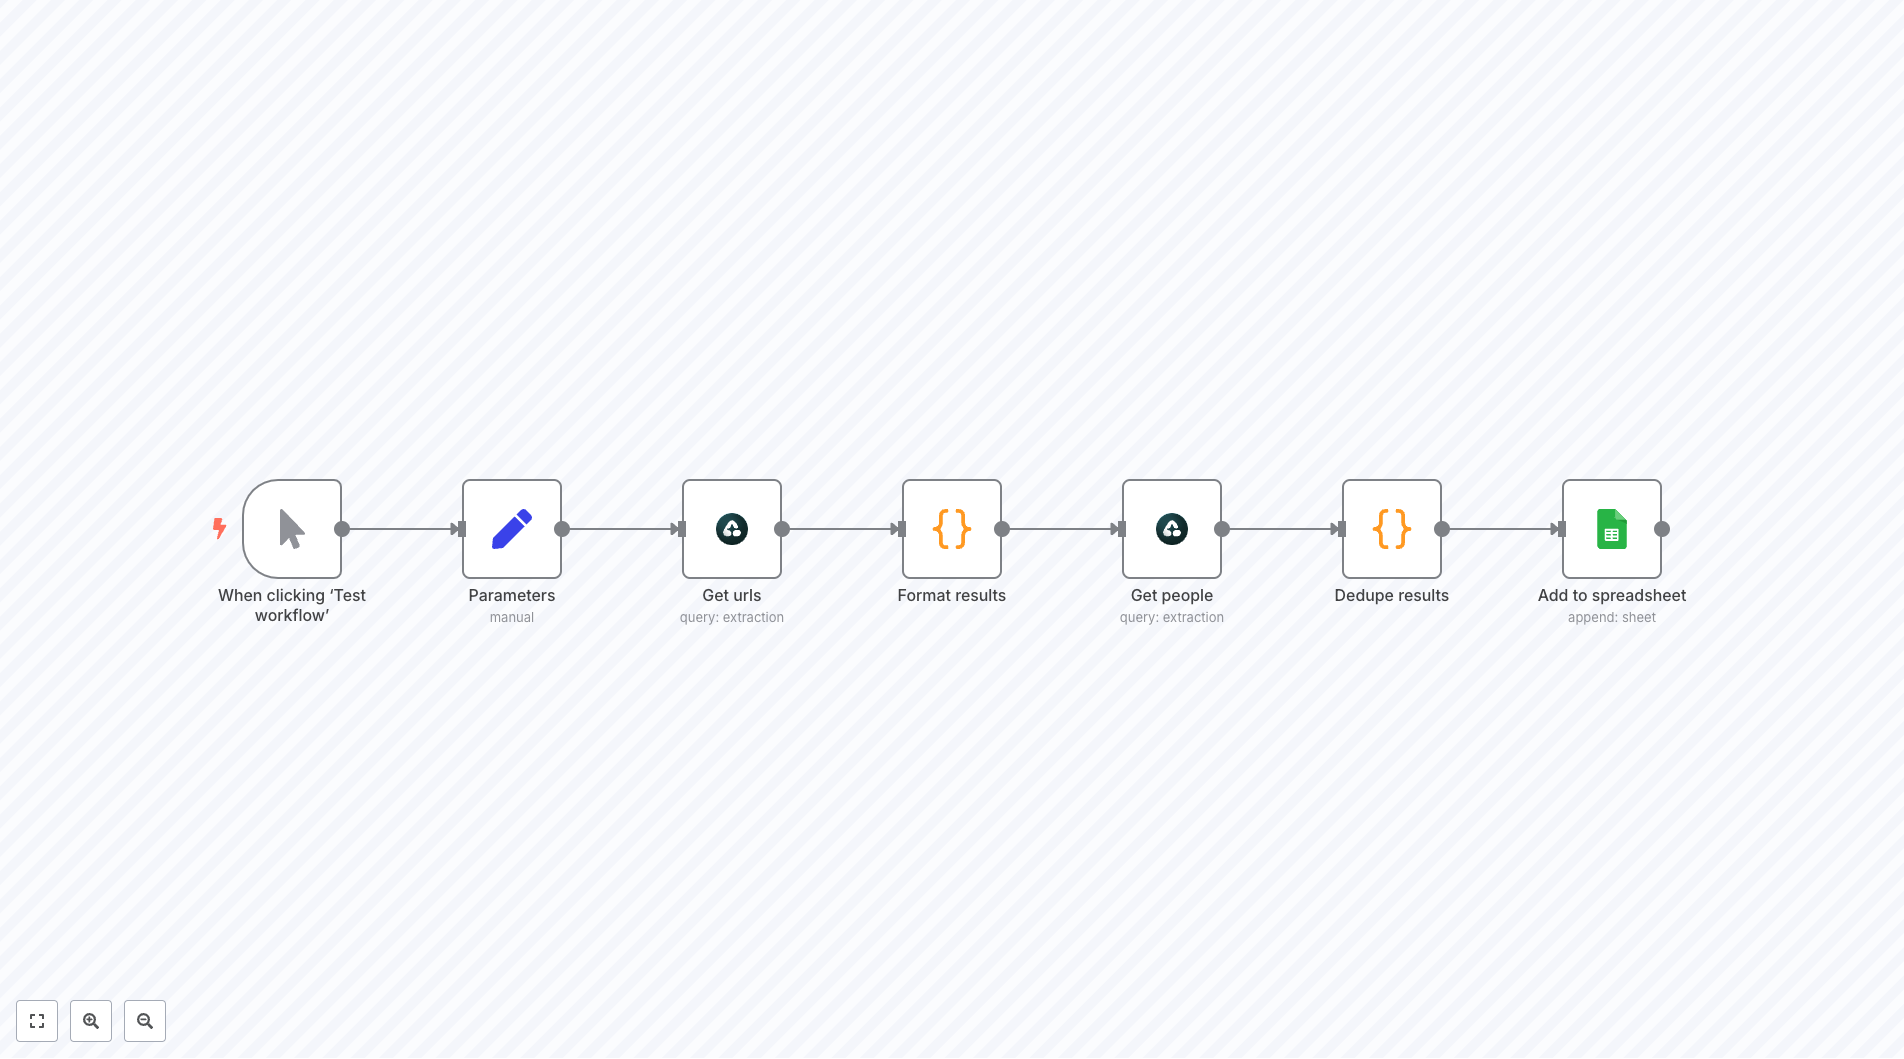 When clicking ‘Test
workflow’
Parameters
manual
Get urls
query: extraction
Format results
Get people
query: extraction
Dedupe results
Add to spreadsheet
append: sheet